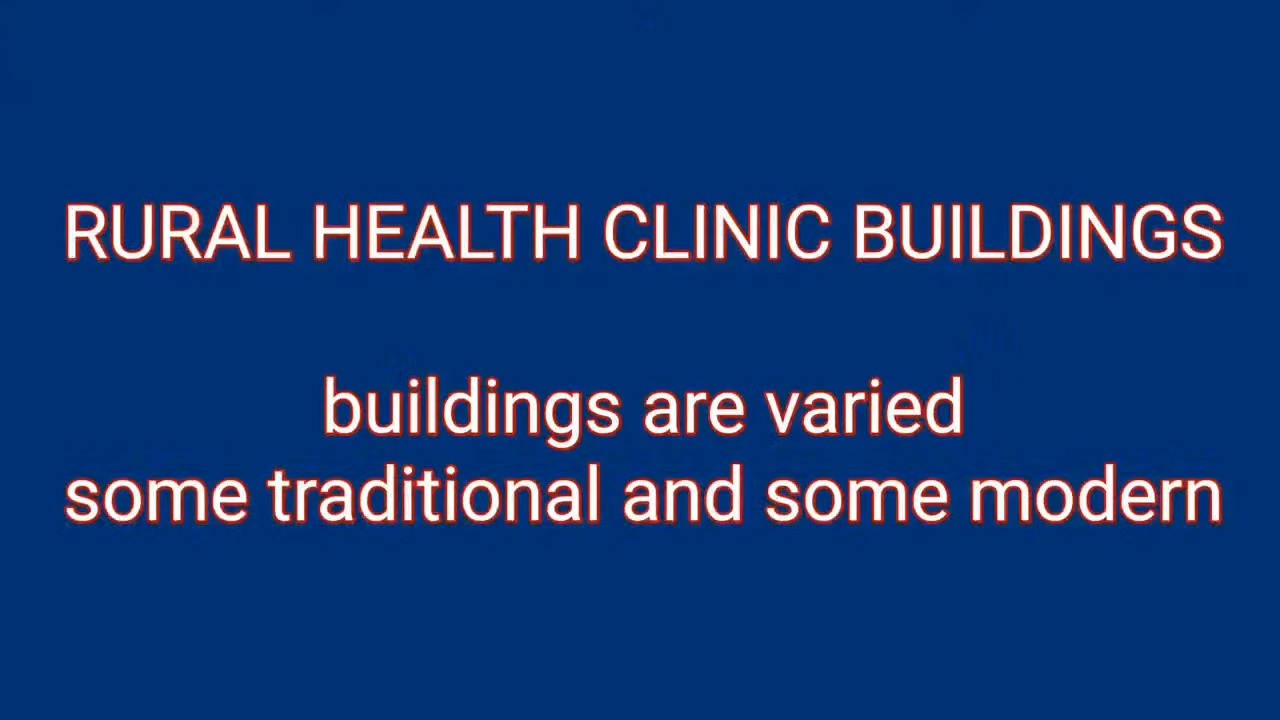 RURAL HEALTH CLINIC BUILDINGS
buildings are varied
some traditional and some modern